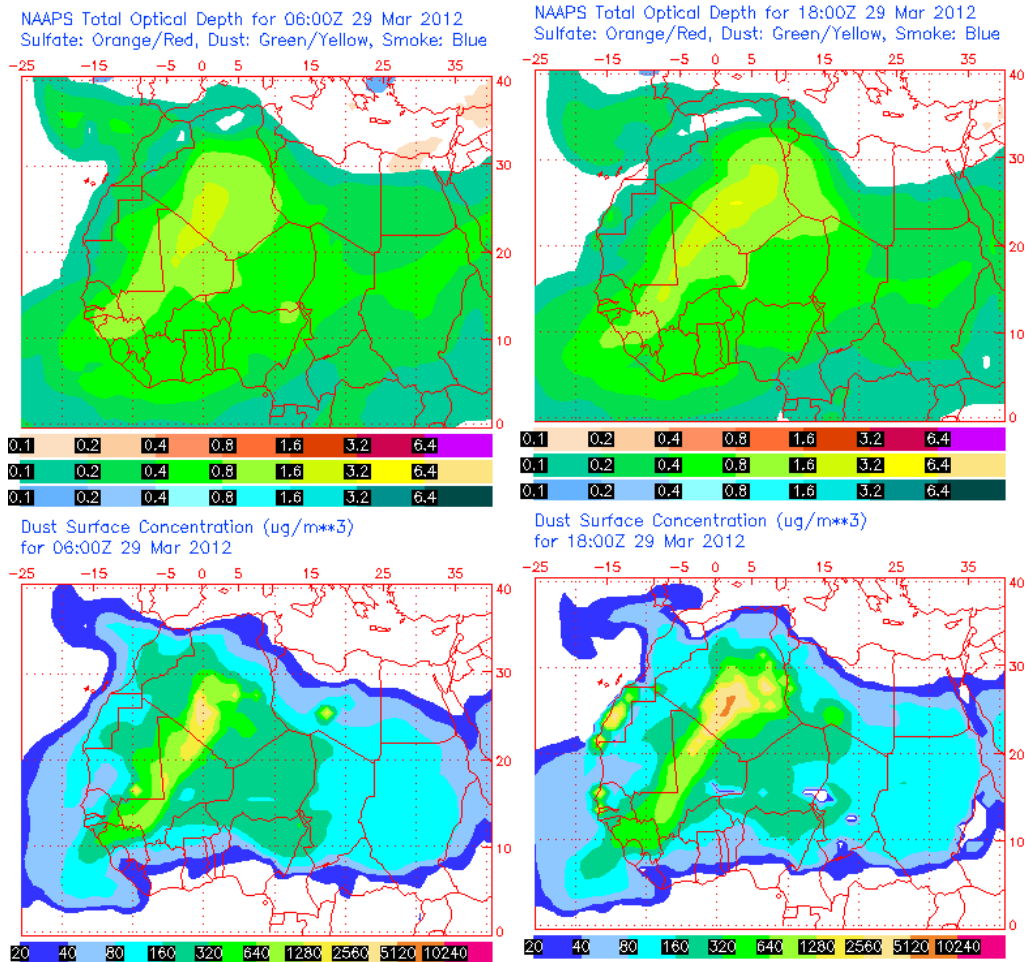 NAAPS Total Optical Depth for 06:00Z 29 Mar 2012
Sulfate: Orange/Red, Dust: Green/Yellow, Smoke: Blue
-25 -15 -5 0 5 15 25 35
40
30
20
10
0
0.1 0.2 0.4 0.8 1.6 3.2 6.4
0.1 0.2 0.4 0.8 1.6 3.2 6.4
0.1 0.2 0.4 0.8 1.6 3.2 6.4
NAAPS Total Optical Depth for 18:00Z 29 Mar 2012
Sulfate: Orange/Red, Dust: Green/Yellow, Smoke: Blue
-25 -15 -5 0 5 15 25 35
40
30
20
10
0
0.1 0.2 0.4 0.8 1.6 3.2 6.4
0.1 0.2 0.4 0.8 1.6 3.2 6.4
0.1 0.2 0.4 0.8 1.6 3.2 6.4
Dust Surface Concentration (ug/m**3)
for 06:00Z 29 Mar 2012
-25 -15 -5 0 5 15 25 35
40
30
20
10
0
20 40 80 160 320 640 1280 2560 5120 10240
Dust Surface Concentration (ug/m**3)
for 18:00Z 29 Mar 2012
-25 -15 -5 0 5 15 25 35
40
30
20
10
0
20 40 80 160 320 640 1280 2560 5120 10240